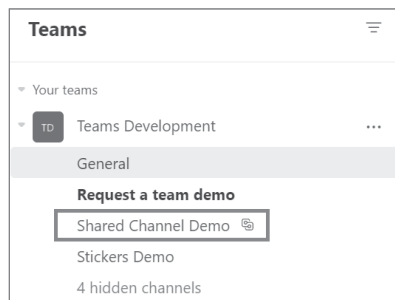 Teams
Your teams
TD Teams Development ...
General
Request a team demo
Shared Channel Demo
Stickers Demo
4 hidden channels